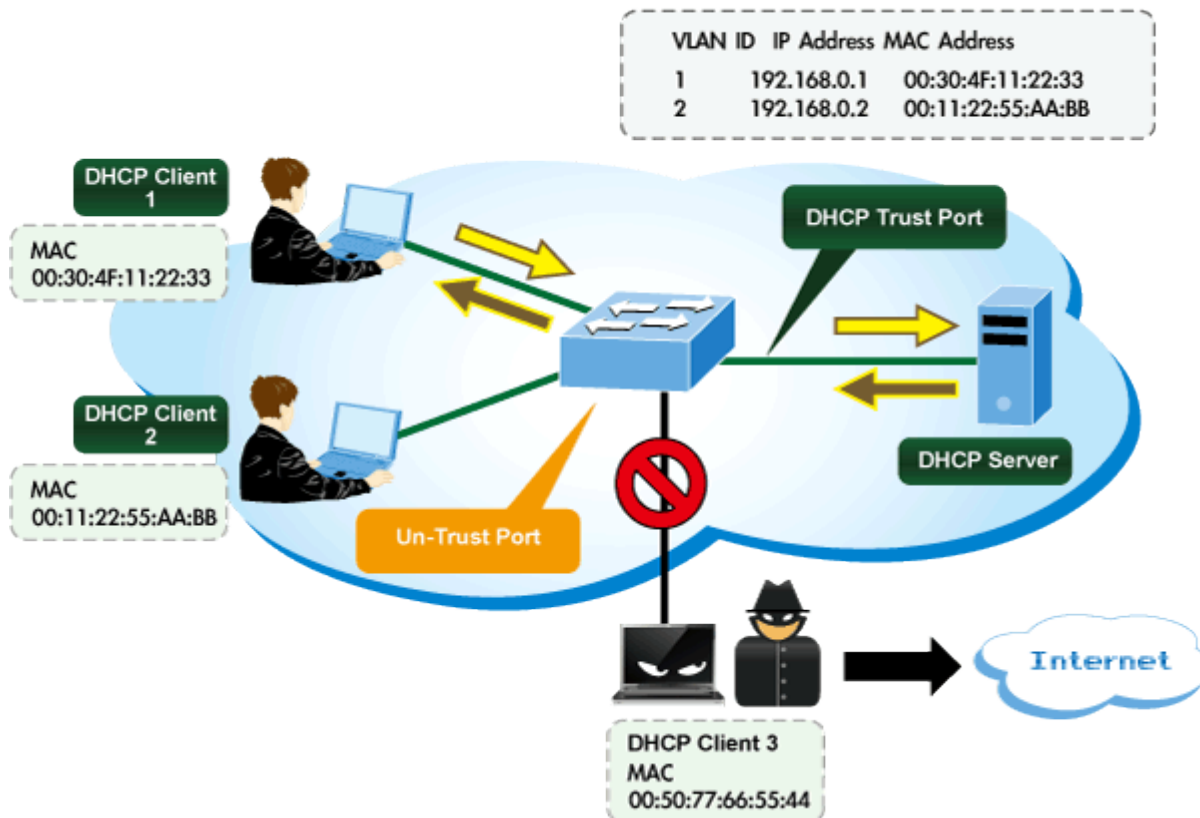 VLAN ID IP Address MAC Address
1 192.168.0.1 00:30:4F:11:22:33
2 192.168.0.2 00:11:22:55:AA:BB
DHCP Client
1
MAC
00:30:4F:11:22:33
DHCP Trust Port
DHCP Client
2
MAC
00:11:22:55:AA:BB
Un-Trust Port
DHCP Server
Internet
DHCP Client 3
MAC
00:50:77:66:55:44